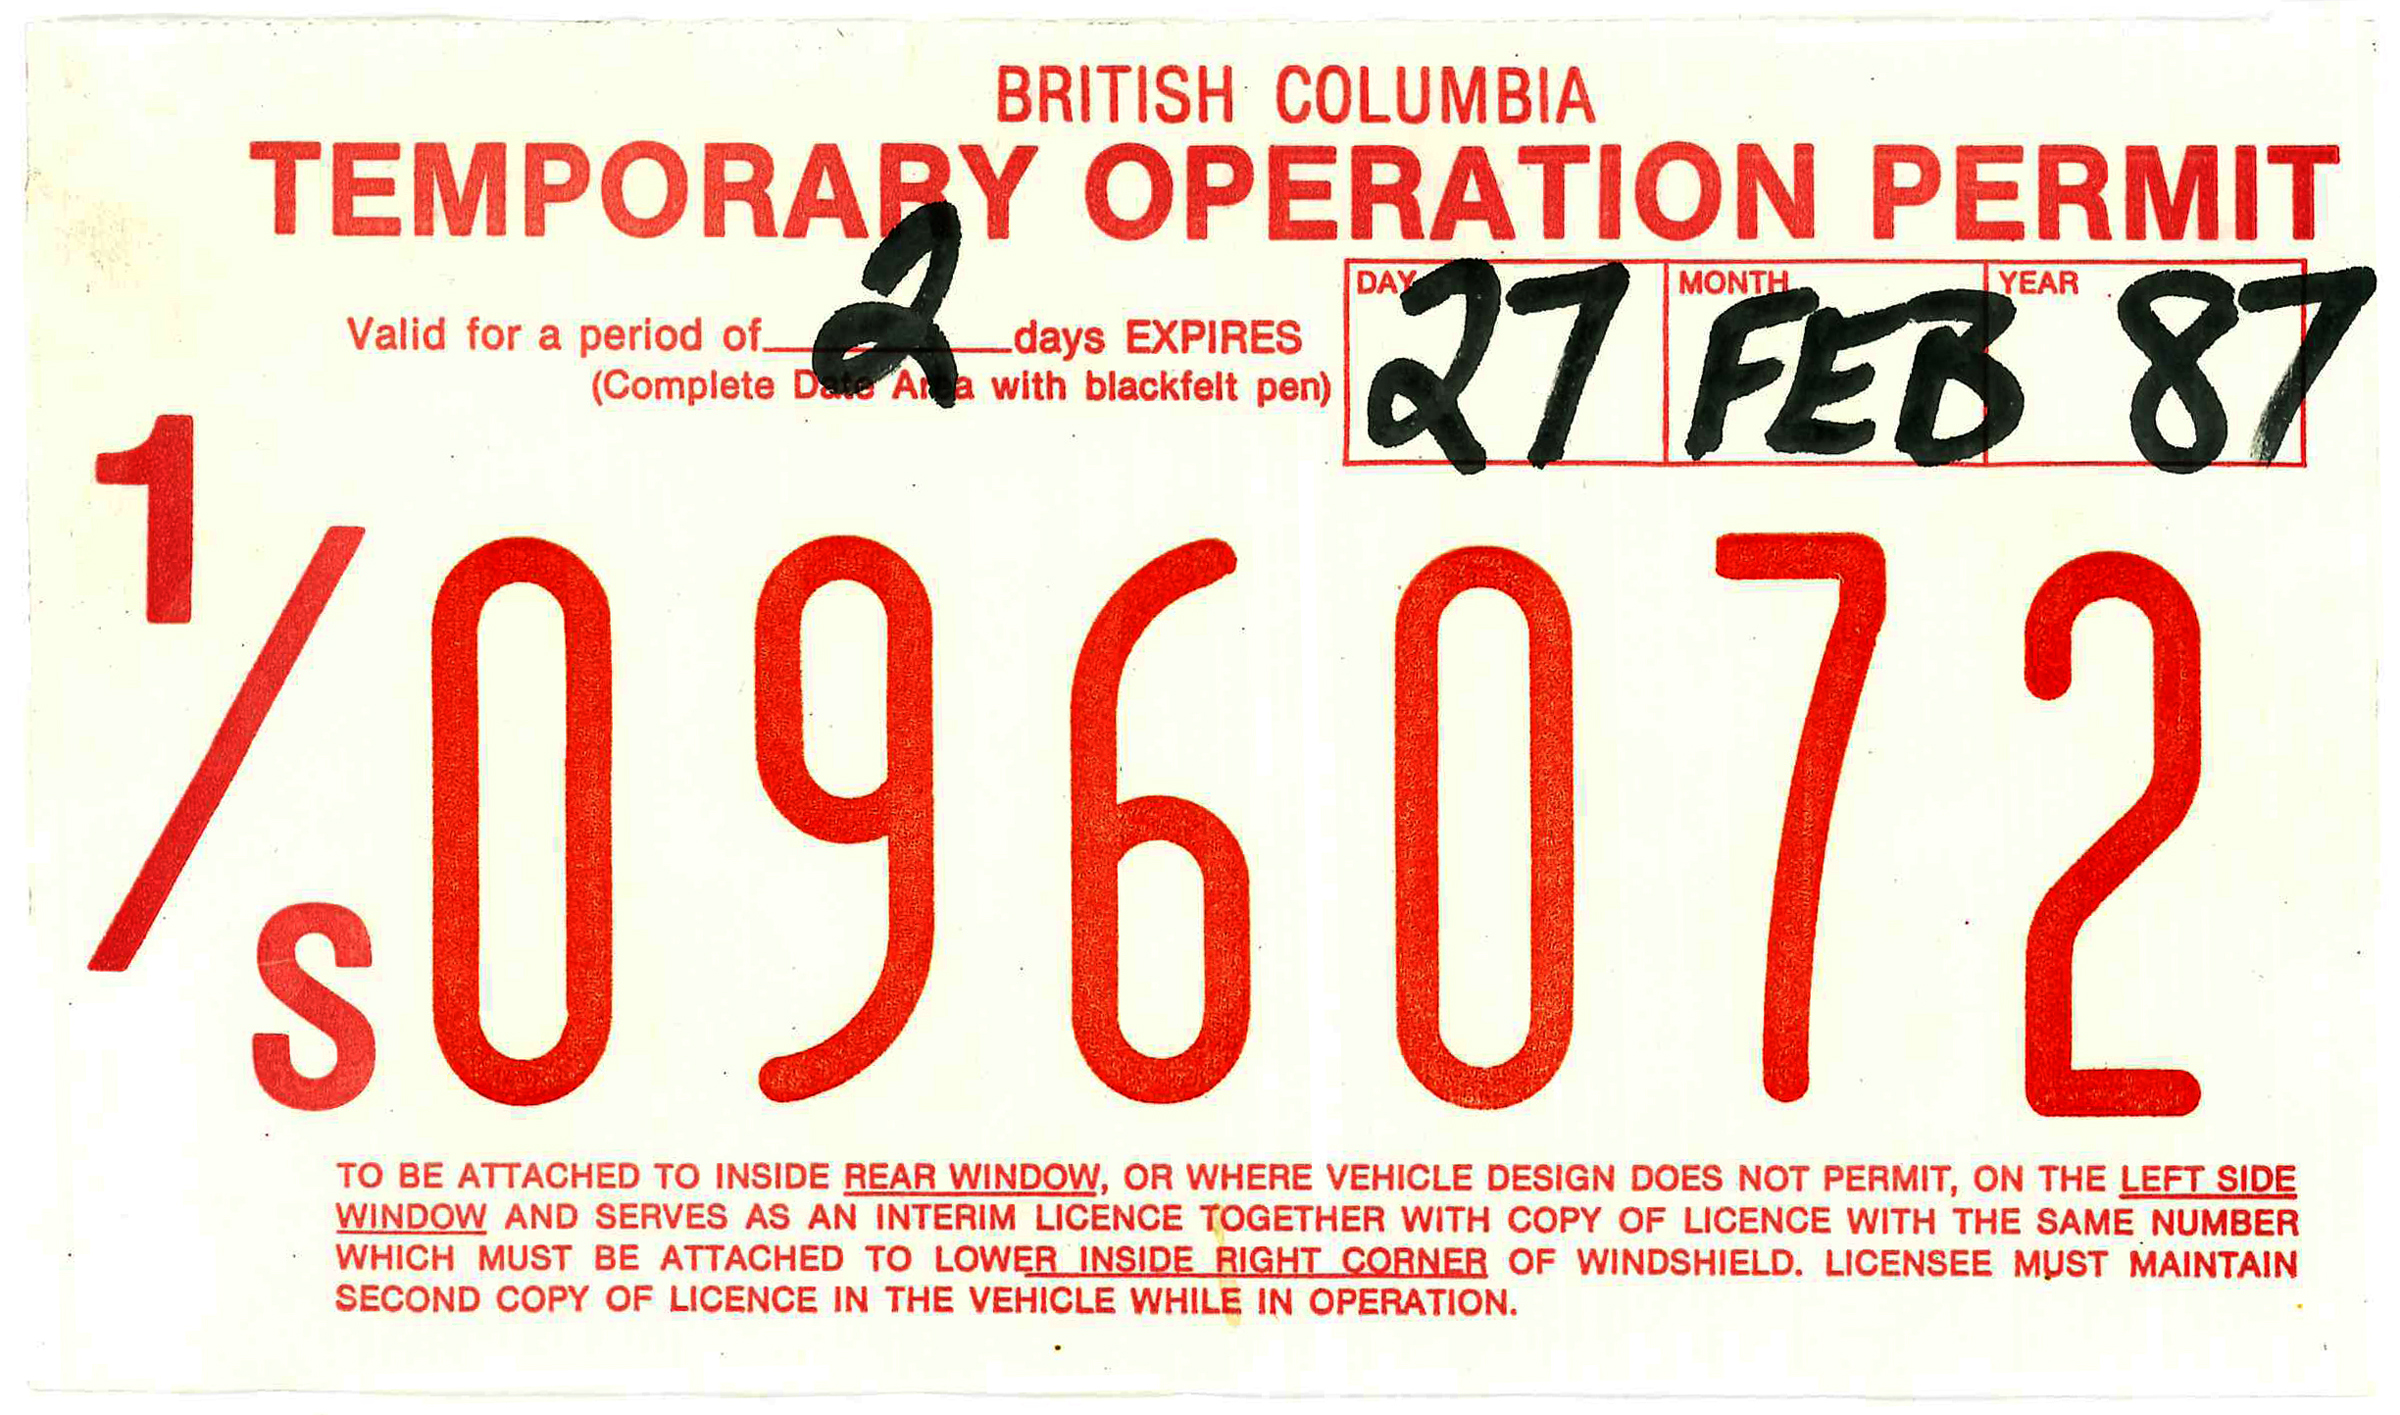 BRITISH COLUMBIA
TEMPORARY OPERATION PERMIT
Valid for a period of 2 days EXPIRES
(Complete Date Area with blackfelt pen)
DAY 27 MONTH FEB YEAR 87
1/S 096072
TO BE ATTACHED TO INSIDE REAR WINDOW, OR WHERE VEHICLE DESIGN DOES NOT PERMIT, ON THE LEFT SIDE
WINDOW AND SERVES AS AN INTERIM LICENCE TOGETHER WITH COPY OF LICENCE WITH THE SAME NUMBER
WHICH MUST BE ATTACHED TO LOWER INSIDE RIGHT CORNER OF WINDSHIELD. LICENSEE MUST MAINTAIN
SECOND COPY OF LICENCE IN THE VEHICLE WHILE IN OPERATION.